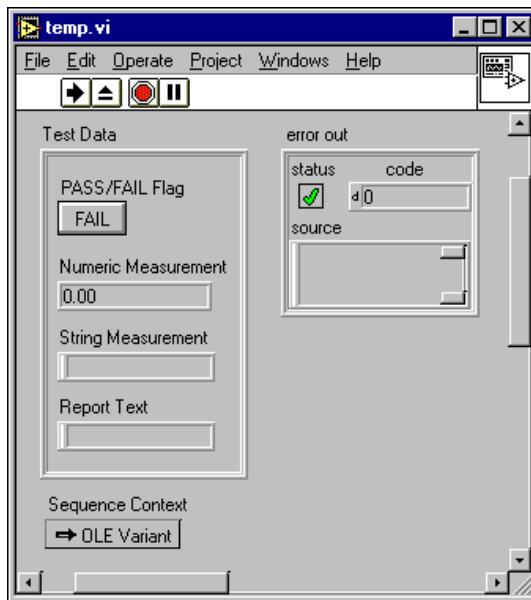 temp.vi
File Edit Operate Project Windows Help
Test Data
PASS/FAIL Flag
FAIL
Numeric Measurement
0.00
String Measurement
Report Text
Sequence Context
OLE Variant
error out
status code
d 0
source